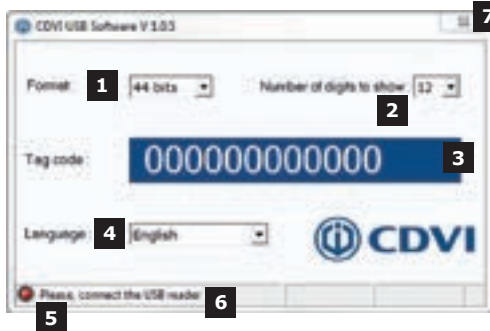 CDVI USB Software V 1.0.5 7
Format: 1 44 bits Number of digits to show: 12
2
Tag code: 000000000000 3
Language: 4 English CDVI
Please, connect the USB reader 6
5